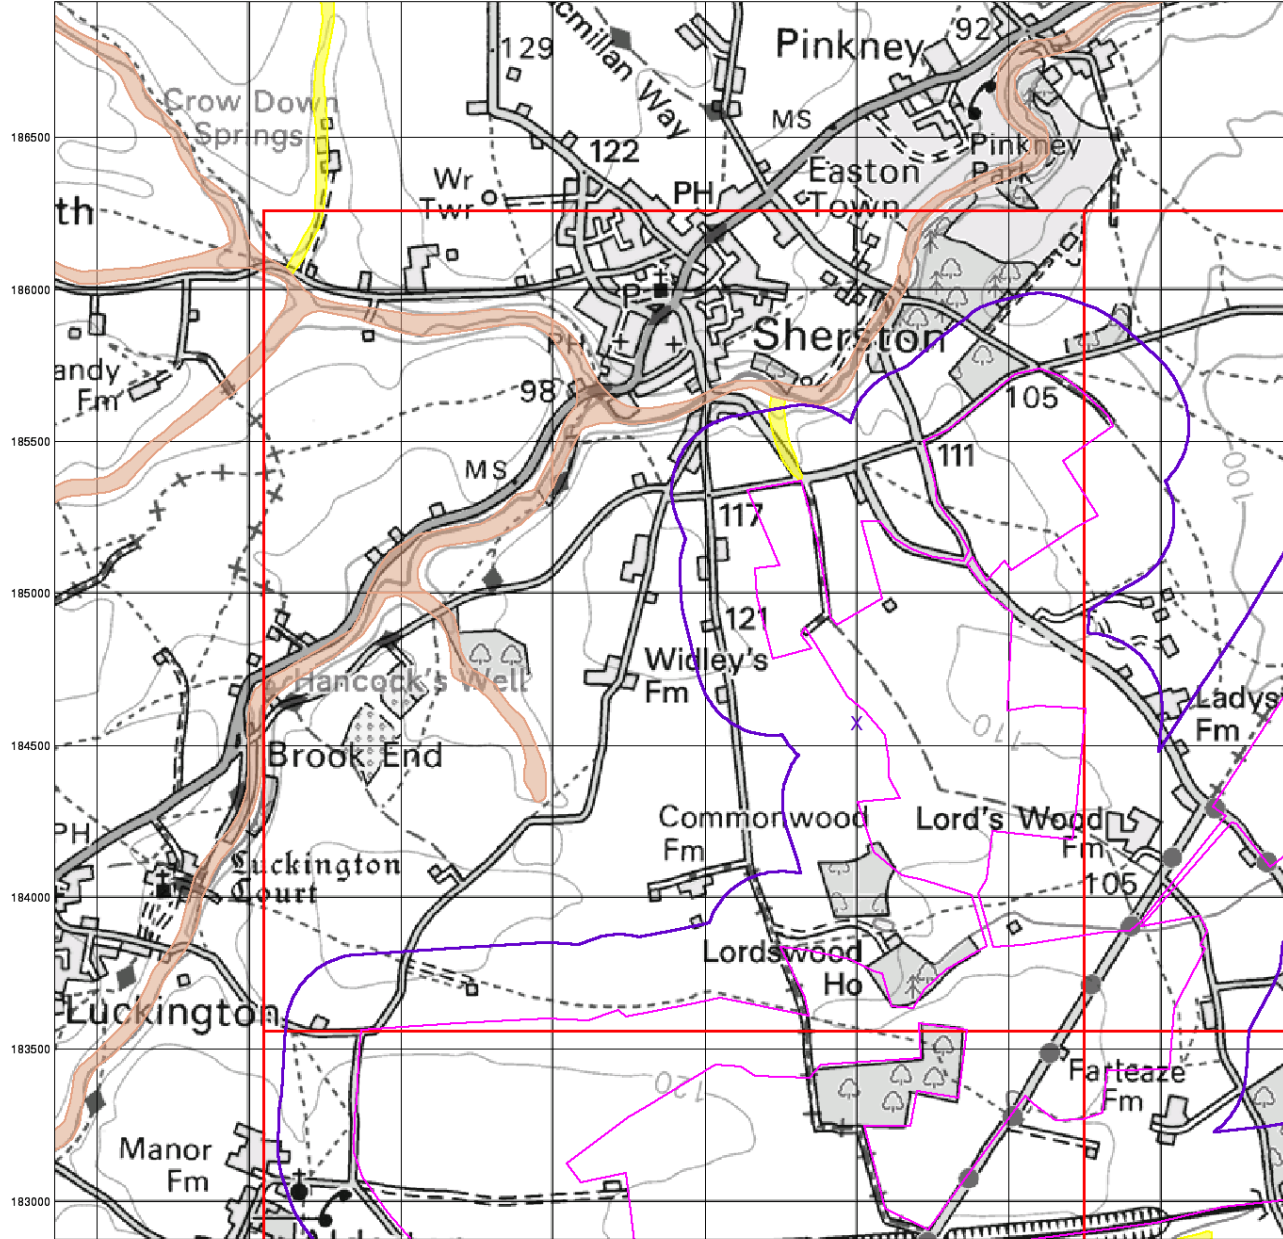 Pinkney
92
129
cmillan Way
MS
Crow Down
Springs
186500
122
Pinkney
Park
Easton
Town
Wr
Twr
PH
th
186000
P
Sherston
PH
andy
Fm
98
105
185500
MS
111
117
100
185000
121
Widley's
Fm
Hancock's Well
Ladys
Fm
x
110
Brook End
184500
Commonwood
Fm
Lord's Wood
Fm
PH
Luckington
Court
105
184000
Lordswood
Ho
Luckington
183500
120
Farteaze
Fm
Manor
Fm
183000